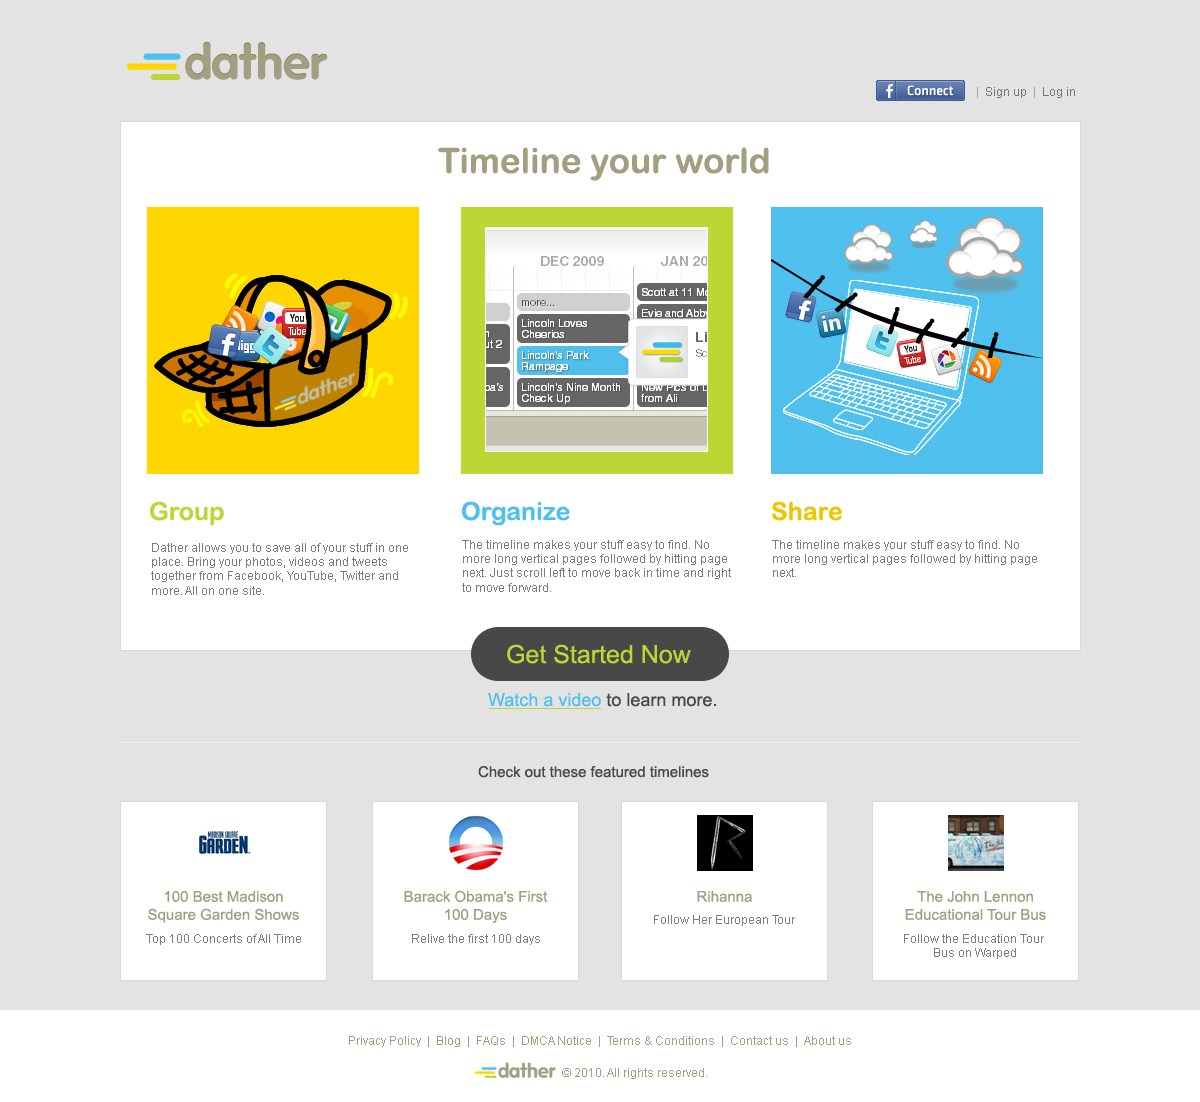 dather
f Connect | Sign up | Log in
Timeline your world
You
Tube
f
t
dather
DEC 2009
JAN 20
more...
Scott at 11 Mo
Evie and Abby
Lincoln Loves
Cheerios
ut 2
Lincoln's Park
Rampage
Li
Sc
pa's
Lincoln's Nine Month
Check Up
New Pics of L
from Ali
f
in
t
You
Tube
Group
Dather allows you to save all of your stuff in one
place. Bring your photos, videos and tweets
together from Facebook, YouTube, Twitter and
more. All on one site.
Organize
The timeline makes your stuff easy to find. No
more long vertical pages followed by hitting page
next. Just scroll left to move back in time and right
to move forward.
Share
The timeline makes your stuff easy to find. No
more long vertical pages followed by hitting page
next.
Get Started Now
Watch a video to learn more.
Check out these featured timelines
MADISON SQUARE
GARDEN.
100 Best Madison
Square Garden Shows
Top 100 Concerts of All Time
Barack Obama's First
100 Days
Relive the first 100 days
R
Rihanna
Follow Her European Tour
The John Lennon
Educational Tour Bus
Follow the Education Tour
Bus on Warped
Privacy Policy | Blog | FAQs | DMCA Notice | Terms & Conditions | Contact us | About us
dather © 2010. All rights reserved.